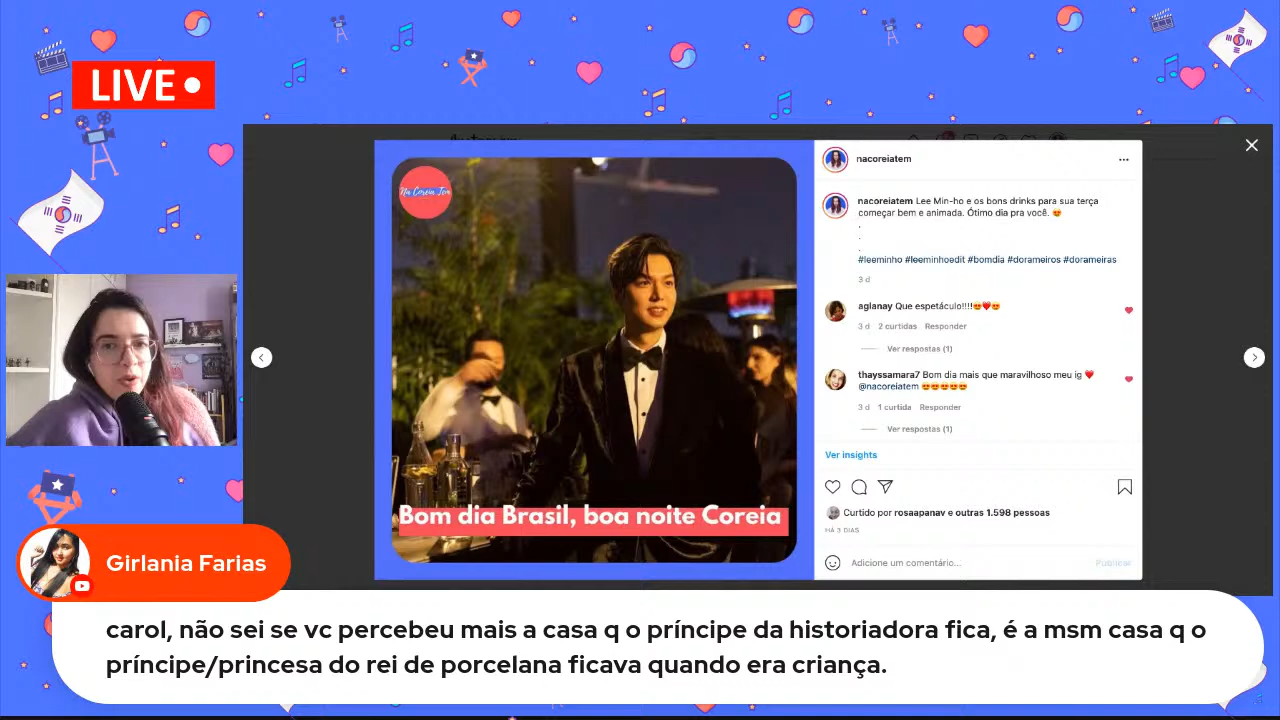 LIVE
Na Coreia Tem
nacoreiatem
nacoreiatem Lee Min-ho e os bons drinks para sua terça
começar bem e animada. Ótimo dia pra você. 😍
.
.
.
#leeminho #leeminhoedit #bomdia #dorameiros #dorameiras
3 d
aglanay Que espetáculo!!!!😍❤️😍
3 d 2 curtidas Responder
Ver respostas (1)
thayssamara7 Bom dia mais que maravilhoso meu ig ❤️
@nacoreiatem 😍😍😍😍😍
3 d 1 curtida Responder
Ver respostas (1)
Ver insights
Curtido por rosaapanav e outras 1.598 pessoas
HÁ 3 DIAS
Adicione um comentário...
Publicar
Bom dia Brasil, boa noite Coreia
Girlania Farias
carol, não sei se vc percebeu mais a casa q o príncipe da historiadora fica, é a msm casa q o
príncipe/princesa do rei de porcelana ficava quando era criança.